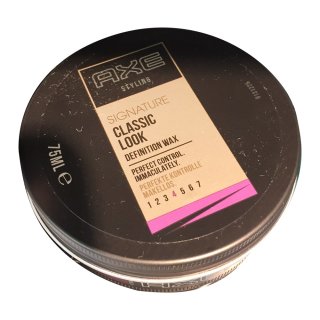 AXE
STYLING
SIGNATURE
CLASSIC
LOOK
DEFINITION WAX
PERFECT CONTROL.
IMMACULATELY.
PERFEKTE KONTROLLE
MAKELLOS.
1 2 3 4 5 6 7
75ML e